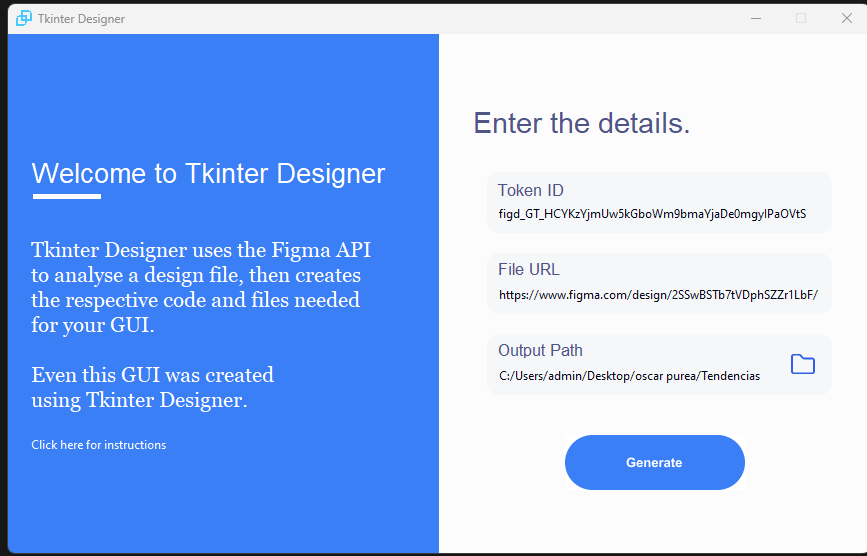 Tkinter Designer
Welcome to Tkinter Designer
Tkinter Designer uses the Figma API
to analyse a design file, then creates
the respective code and files needed
for your GUI.
Even this GUI was created
using Tkinter Designer.
Click here for instructions
Enter the details.
Token ID
figd_GT_HCYKzYjmUw5kGboWm9bmaYjaDe0mgylPaOVtS
File URL
https://www.figma.com/design/2SSwBSTb7tVDphSZZr1LbF/
Output Path
C:/Users/admin/Desktop/oscar purea/Tendencias
Generate